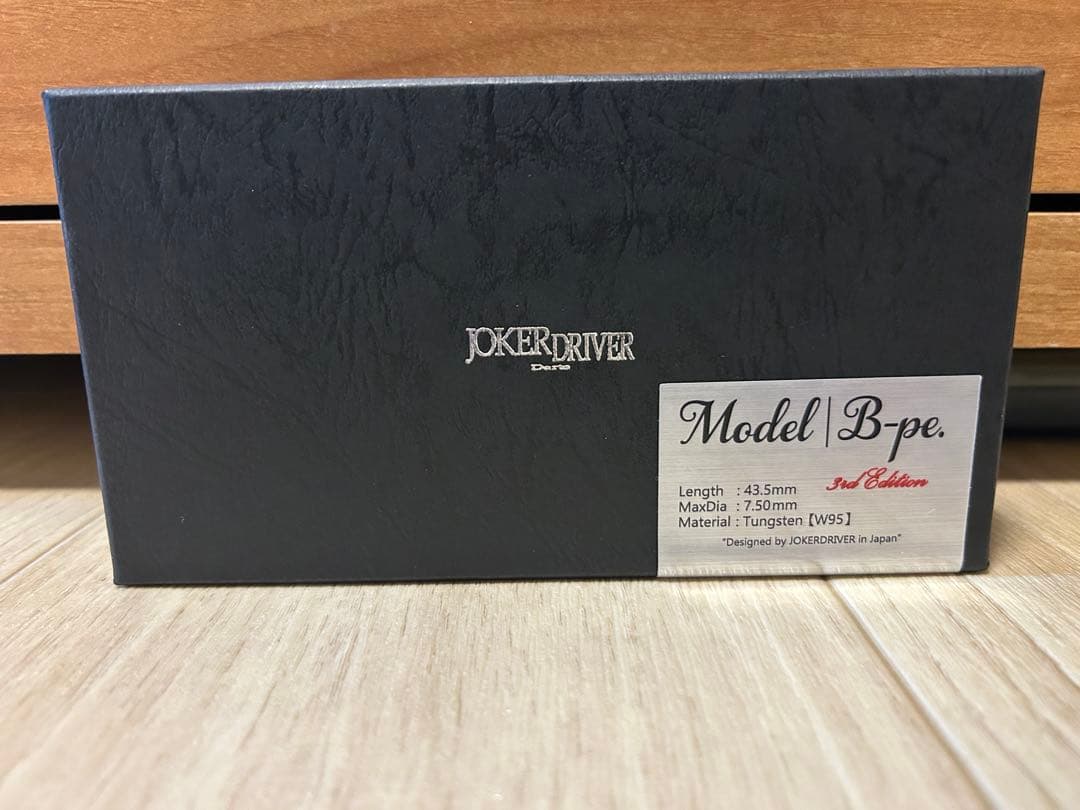 JOKERDRIVER
Darts
Model | B-pe.
3rd Edition
Length : 43.5mm
MaxDia : 7.50mm
Material : Tungsten【W95】
"Designed by JOKERDRIVER in Japan"